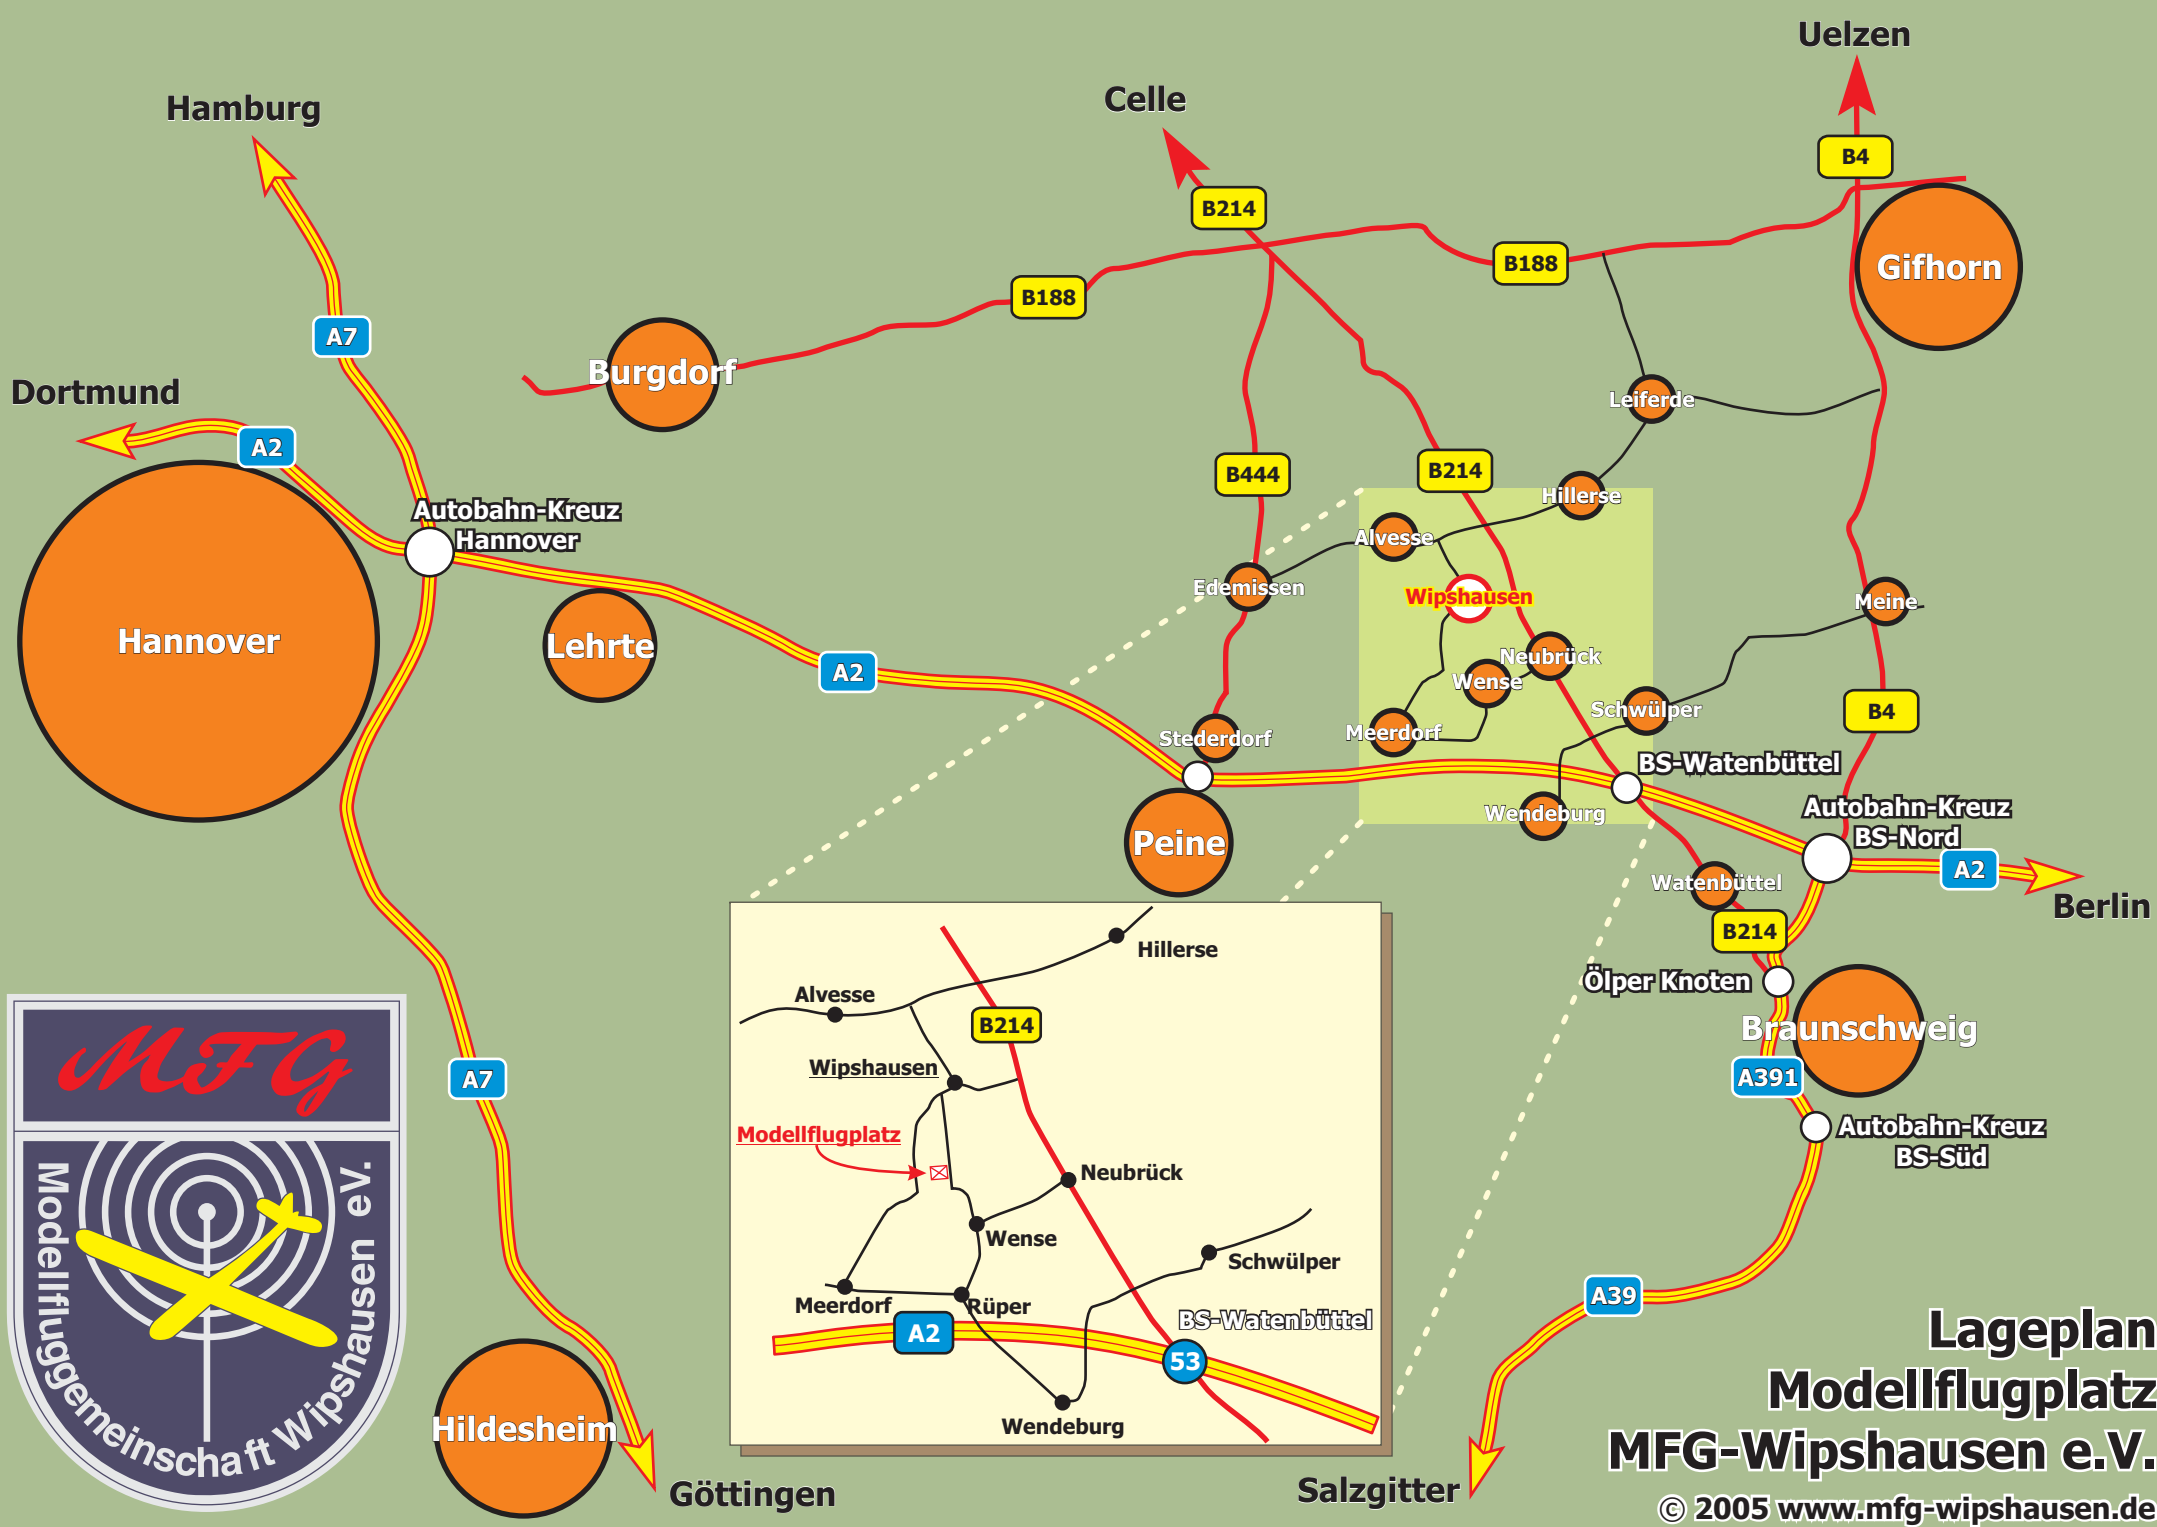 Uelzen
Hamburg
Celle
B4
B214
Gifhorn
B188
B188
A7
Burgdorf
Dortmund
Leiferde
A2
B444
B214
Hillerse
Autobahn-Kreuz
Hannover
Alvesse
Edemissen
Wipshausen
Meine
Hannover
Lehrte
Neubrück
A2
Wense
Schwülper
B4
Stederdorf
Meerdorf
BS-Watenbüttel
Autobahn-Kreuz
BS-Nord
Wendeburg
Peine
A2
Watenbüttel
Berlin
B214
Ölper Knoten
Braunschweig
A391
Autobahn-Kreuz
BS-Süd
A7
Hillerse
Alvesse
B214
Wipshausen
Modellflugplatz
Neubrück
Wense
Schwülper
Meerdorf
Rüper
BS-Watenbüttel
A2
53
Wendeburg
MFG
Modellfluggemeinschaft Wipshausen eV.
A39
Hildesheim
Göttingen
Salzgitter
Lageplan
Modellflugplatz
MFG-Wipshausen e.V.
© 2005 www.mfg-wipshausen.de